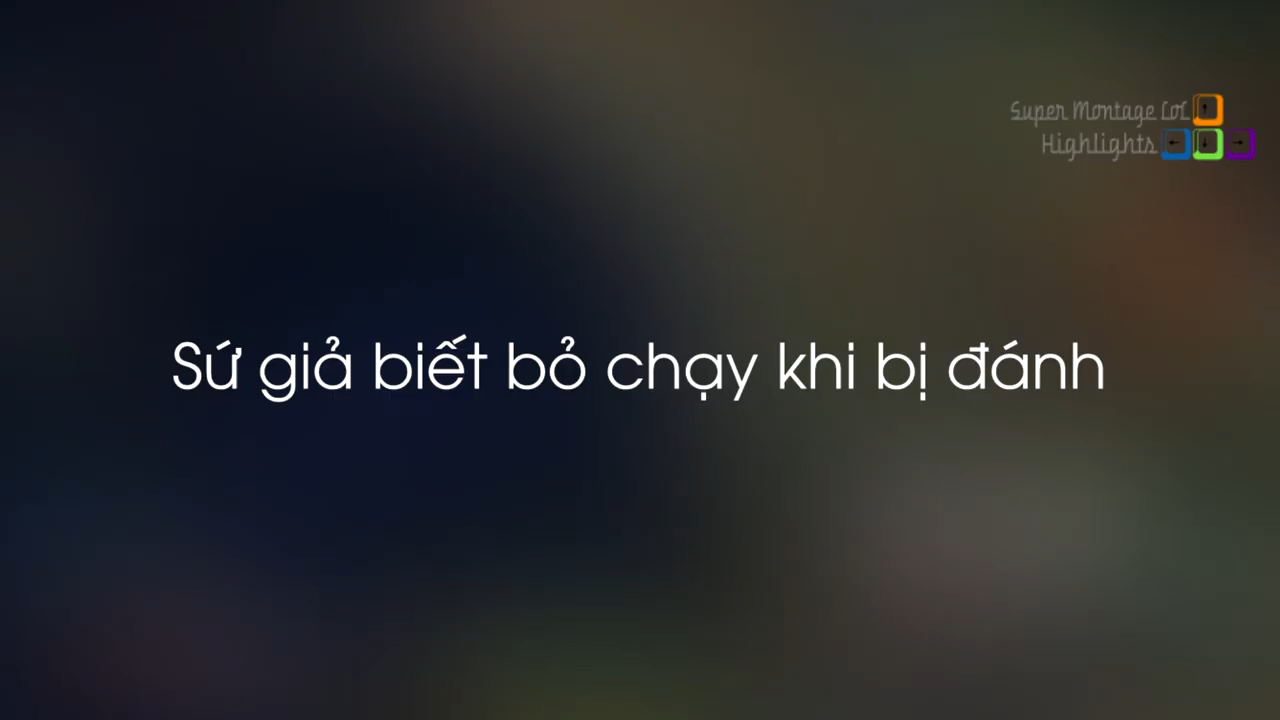 Super Montage LoL
Highlights
Sứ giả biết bỏ chạy khi bị đánh